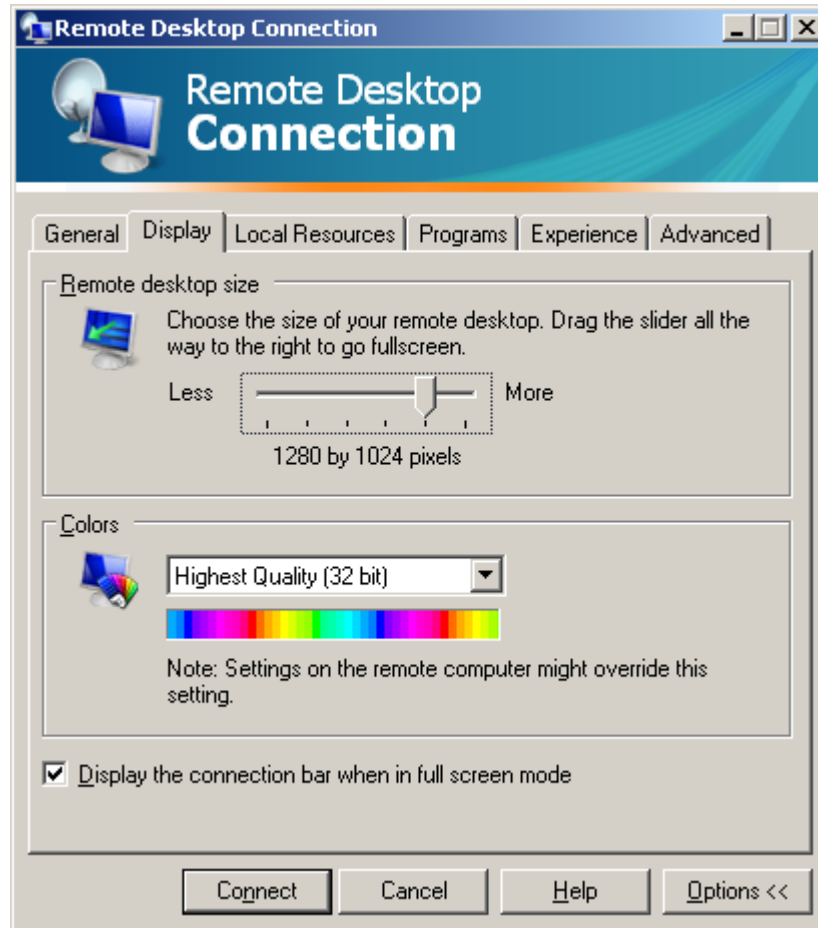 Remote Desktop Connection
Remote Desktop
Connection
General Display Local Resources Programs Experience Advanced
Remote desktop size
Choose the size of your remote desktop. Drag the slider all the
way to the right to go fullscreen.
Less More
1280 by 1024 pixels
Colors
Highest Quality (32 bit)
Note: Settings on the remote computer might override this
setting.
Display the connection bar when in full screen mode
Connect Cancel Help Options <<